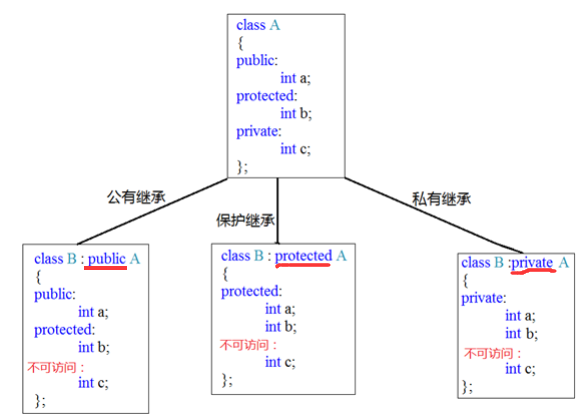 class A
{
public:
int a;
protected:
int b;
private:
int c;
};
公有继承
保护继承
私有继承
class B : public A
{
public:
int a;
protected:
int b;
不可访问：
int c;
};
class B : protected A
{
protected:
int a;
int b;
不可访问：
int c;
};
class B :private A
{
private:
int a;
int b;
不可访问：
int c;
};